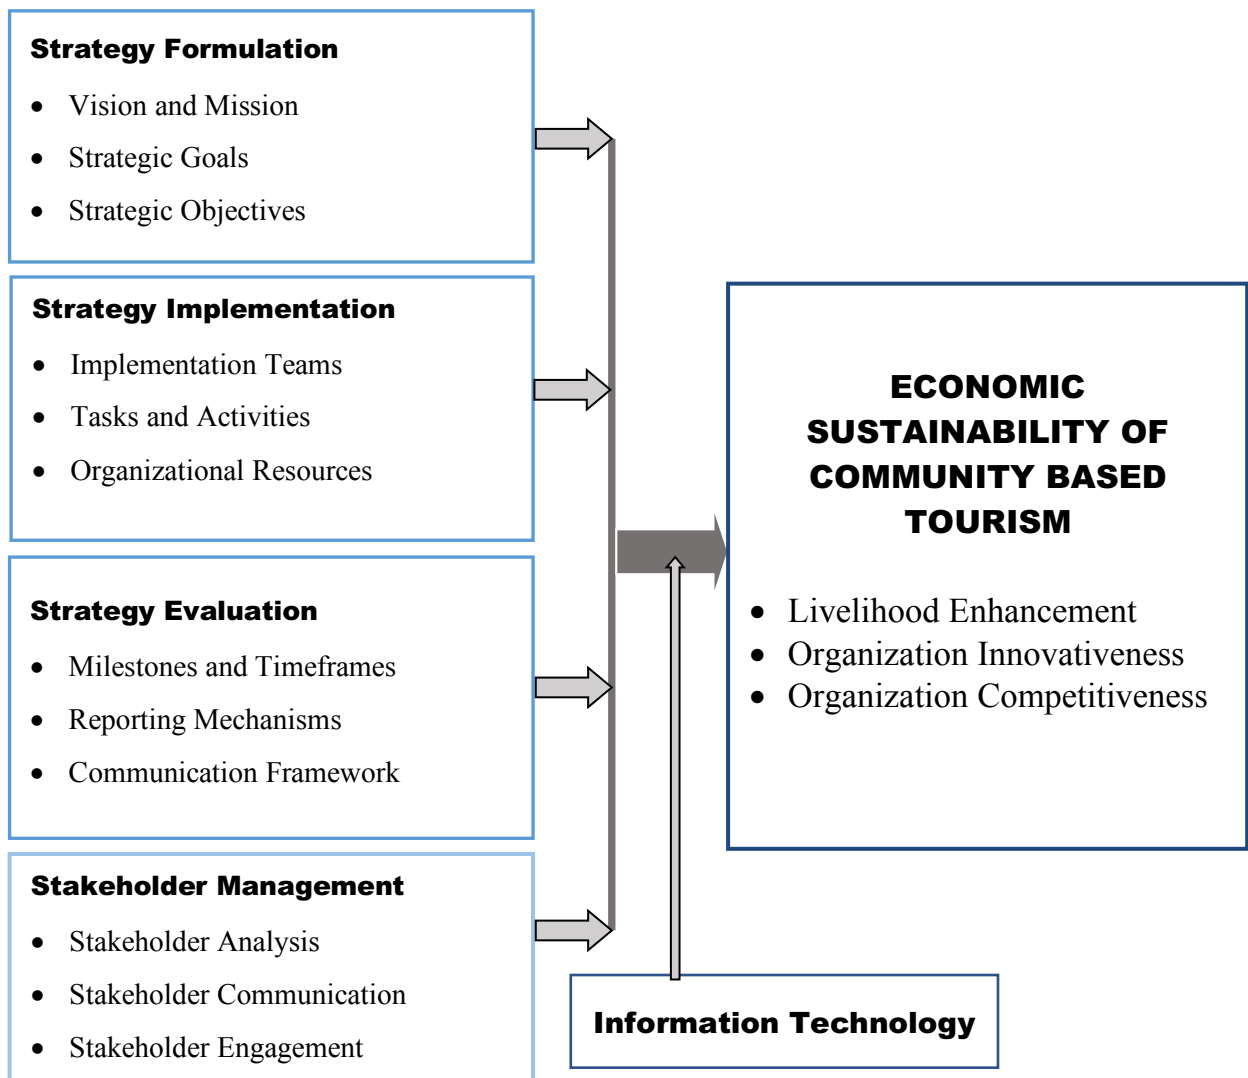 Strategy Formulation
• Vision and Mission
• Strategic Goals
• Strategic Objectives
Strategy Implementation
• Implementation Teams
• Tasks and Activities
• Organizational Resources
Strategy Evaluation
• Milestones and Timeframes
• Reporting Mechanisms
• Communication Framework
Stakeholder Management
• Stakeholder Analysis
• Stakeholder Communication
• Stakeholder Engagement
ECONOMIC
SUSTAINABILITY OF
COMMUNITY BASED
TOURISM
• Livelihood Enhancement
• Organization Innovativeness
• Organization Competitiveness
Information Technology